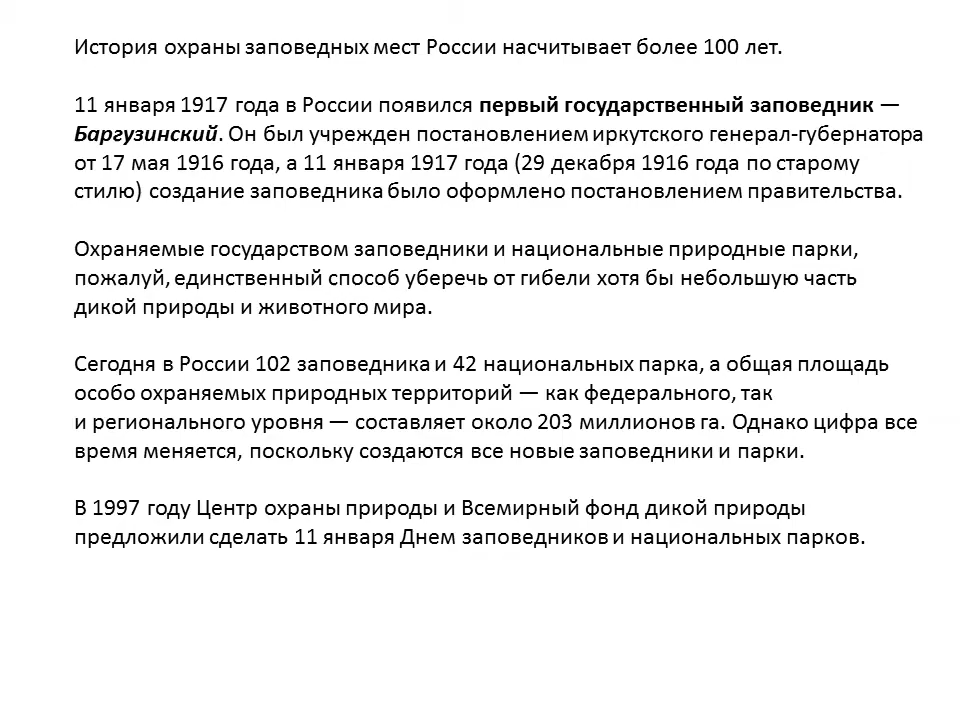 История охраны заповедных мест России насчитывает более 100 лет.
11 января 1917 года в России появился первый государственный заповедник —
Баргузинский. Он был учрежден постановлением иркутского генерал-губернатора
от 17 мая 1916 года, а 11 января 1917 года (29 декабря 1916 года по старому
стилю) создание заповедника было оформлено постановлением правительства.
Охраняемые государством заповедники и национальные природные парки,
пожалуй, единственный способ уберечь от гибели хотя бы небольшую часть
дикой природы и животного мира.
Сегодня в России 102 заповедника и 42 национальных парка, а общая площадь
особо охраняемых природных территорий — как федерального, так
и регионального уровня — составляет около 203 миллионов га. Однако цифра все
время меняется, поскольку создаются все новые заповедники и парки.
В 1997 году Центр охраны природы и Всемирный фонд дикой природы
предложили сделать 11 января Днем заповедников и национальных парков.